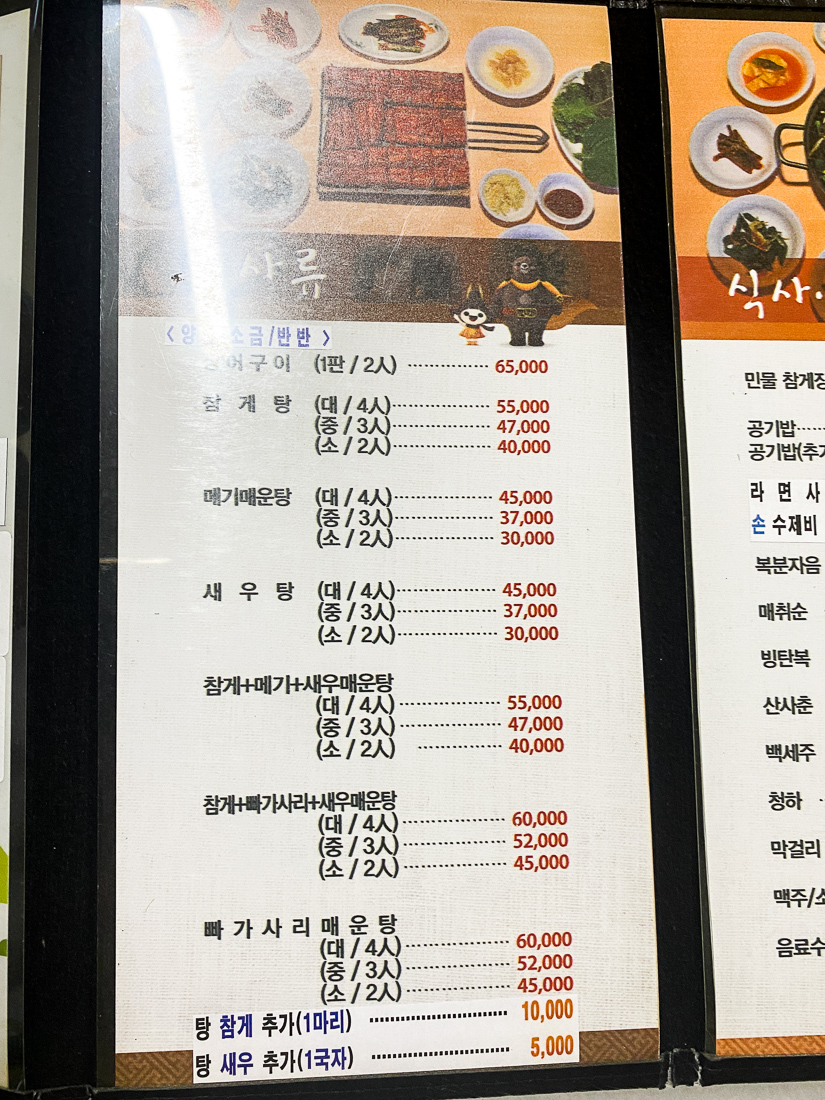 사류
< 양 소금/반반 >
장어구이 (1판 / 2人) 65,000
참 게 탕 (대 / 4人) 55,000
(중 / 3人) 47,000
(소 / 2人) 40,000
메기매운탕 (대 / 4人) 45,000
(중 / 3人) 37,000
(소 / 2人) 30,000
새 우 탕 (대 / 4人) 45,000
(중 / 3人) 37,000
(소 / 2人) 30,000
참게+메기+새우매운탕
(대 / 4人) 55,000
(중 / 3人) 47,000
(소 / 2人) 40,000
참게+빠가사리+새우매운탕
(대 / 4人) 60,000
(중 / 3人) 52,000
(소 / 2人) 45,000
빠 가 사 리 매 운 탕
(대 / 4人) 60,000
(중 / 3人) 52,000
(소 / 2人) 45,000
탕 참게 추가(1마리) 10,000
탕 새우 추가(1국자) 5,000
식사
민물 참게장
공기밥
공기밥(추가
라 면 사
손 수제비
복분자음
매취순
빙탄복
산사춘
백세주
청하
막걸리
맥주/소
음료수